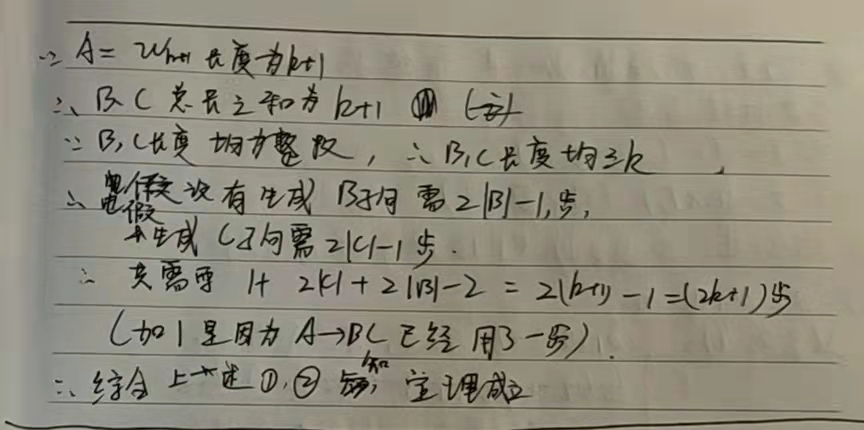 ∵ A = w_{k+1} 长度为k+1
∴ B、C 总长之和为 k+1
∵ B,C长度均为整数, ∴ B,C长度均≤k
∴ 由假设有生成 B子句需 2|B|-1步,
生成 C子句需2|C|-1步.
∴ 共需要 1+2|C|+2|B|-2 = 2(k+1)-1=(2k+1)步
(加1是因为 A→BC 已经用了一步).
∴ 综合上述①,②知, 定理成立